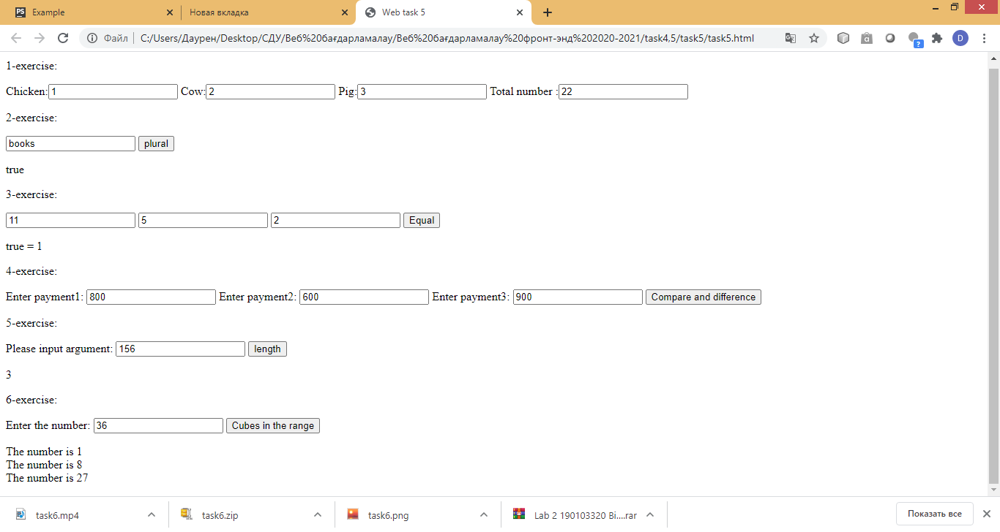 Example
Новая вкладка
Web task 5
Файл C:/Users/Даурен/Desktop/СДУ/Веб%20бағдарламалау/Веб%20бағдарламалау%20фронт-энд%202020-2021/task4,5/task5/task5.html
1-exercise:
Chicken: 1 Cow: 2 Pig: 3 Total number : 22
2-exercise:
books plural
true
3-exercise:
11 5 2 Equal
true = 1
4-exercise:
Enter payment1: 800 Enter payment2: 600 Enter payment3: 900 Compare and difference
5-exercise:
Please input argument: 156 length
3
6-exercise:
Enter the number: 36 Cubes in the range
The number is 1
The number is 8
The number is 27
task6.mp4 task6.zip task6.png Lab 2 190103320 Bi....rar Показать все